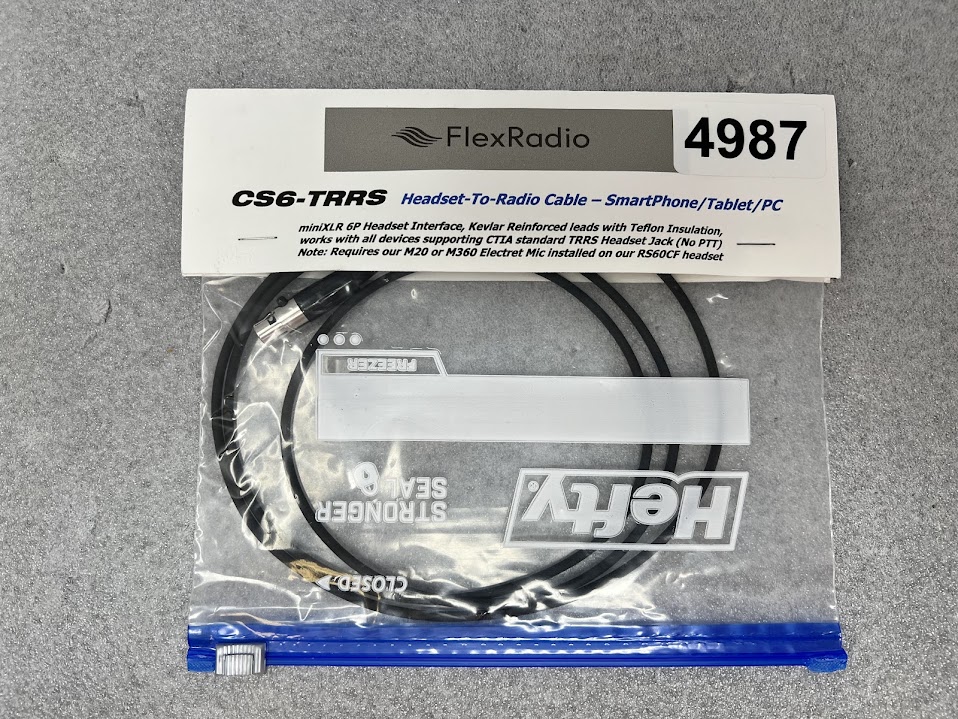 FlexRadio
4987
CS6-TRRS Headset-To-Radio Cable – SmartPhone/Tablet/PC
miniXLR 6P Headset Interface, Kevlar Reinforced leads with Teflon Insulation,
works with all devices supporting CTIA standard TRRS Headset Jack (No PTT)
Note: Requires our M20 or M360 Electret Mic installed on our RS60CF headset
FREEZER
Hefty®
STRONGER
SEAL
CLOSED